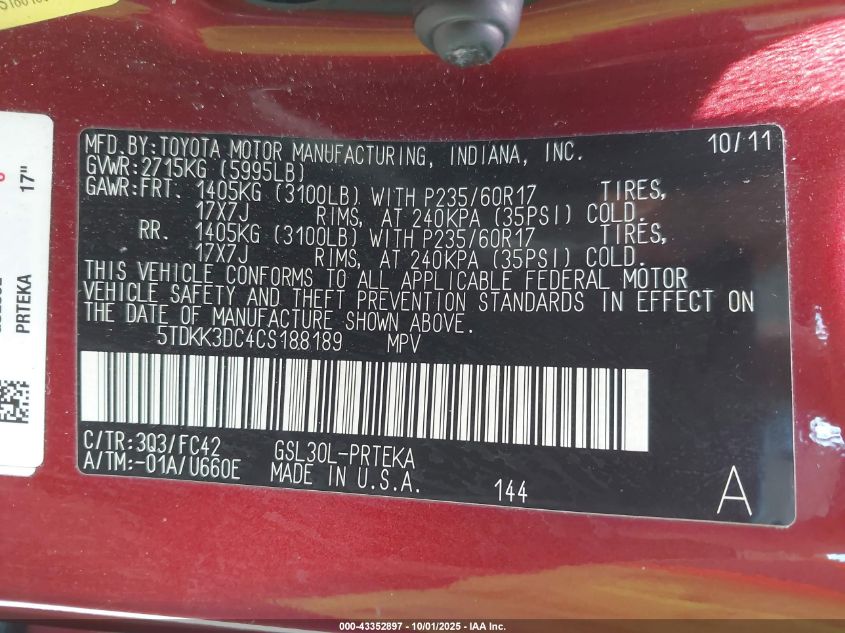 MFD.BY:TOYOTA MOTOR MANUFACTURING, INDIANA, INC. 10/11
GVWR:2715KG (5995LB)
GAWR:FRT. 1405KG (3100LB) WITH P235/60R17 TIRES,
17X7J RIMS, AT 240KPA (35PSI) COLD.
RR. 1405KG (3100LB) WITH P235/60R17 TIRES,
17X7J RIMS, AT 240KPA (35PSI) COLD.
THIS VEHICLE CONFORMS TO ALL APPLICABLE FEDERAL MOTOR
VEHICLE SAFETY AND THEFT PREVENTION STANDARDS IN EFFECT ON
THE DATE OF MANUFACTURE SHOWN ABOVE.
5TDKK3DC4CS188189 MPV
C/TR:3Q3/FC42 GSL30L-PRTEKA
A/TM:-01A/U660E MADE IN U.S.A. 144 A
17"
PRTEKA
000-43352897 - 10/01/2025 - IAA Inc.